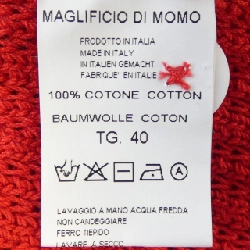 MAGLIFICIO DI MOMO
PRODOTTO IN ITALIA
MADE IN ITALY
IN ITALIEN GEMACHT
FABRIQUE' EN ITALIE
100% COTONE COTTON
BAUMWOLLE COTON
TG. 40
A
LAVAGGIO A MANO ACQUA FREDDA
NON CANDEGGIARE
FERRO TIEPIDO
LAVARE A SECCO